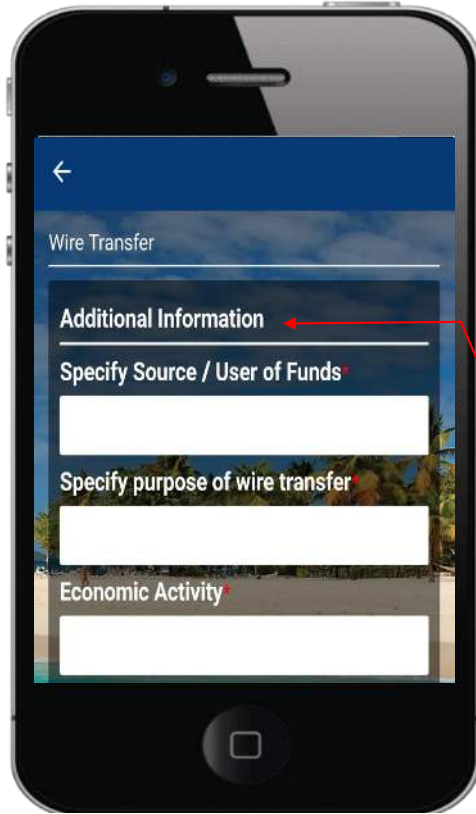 Wire Transfer
Additional Information
Specify Source / User of Funds*
Specify purpose of wire transfer*
Economic Activity*